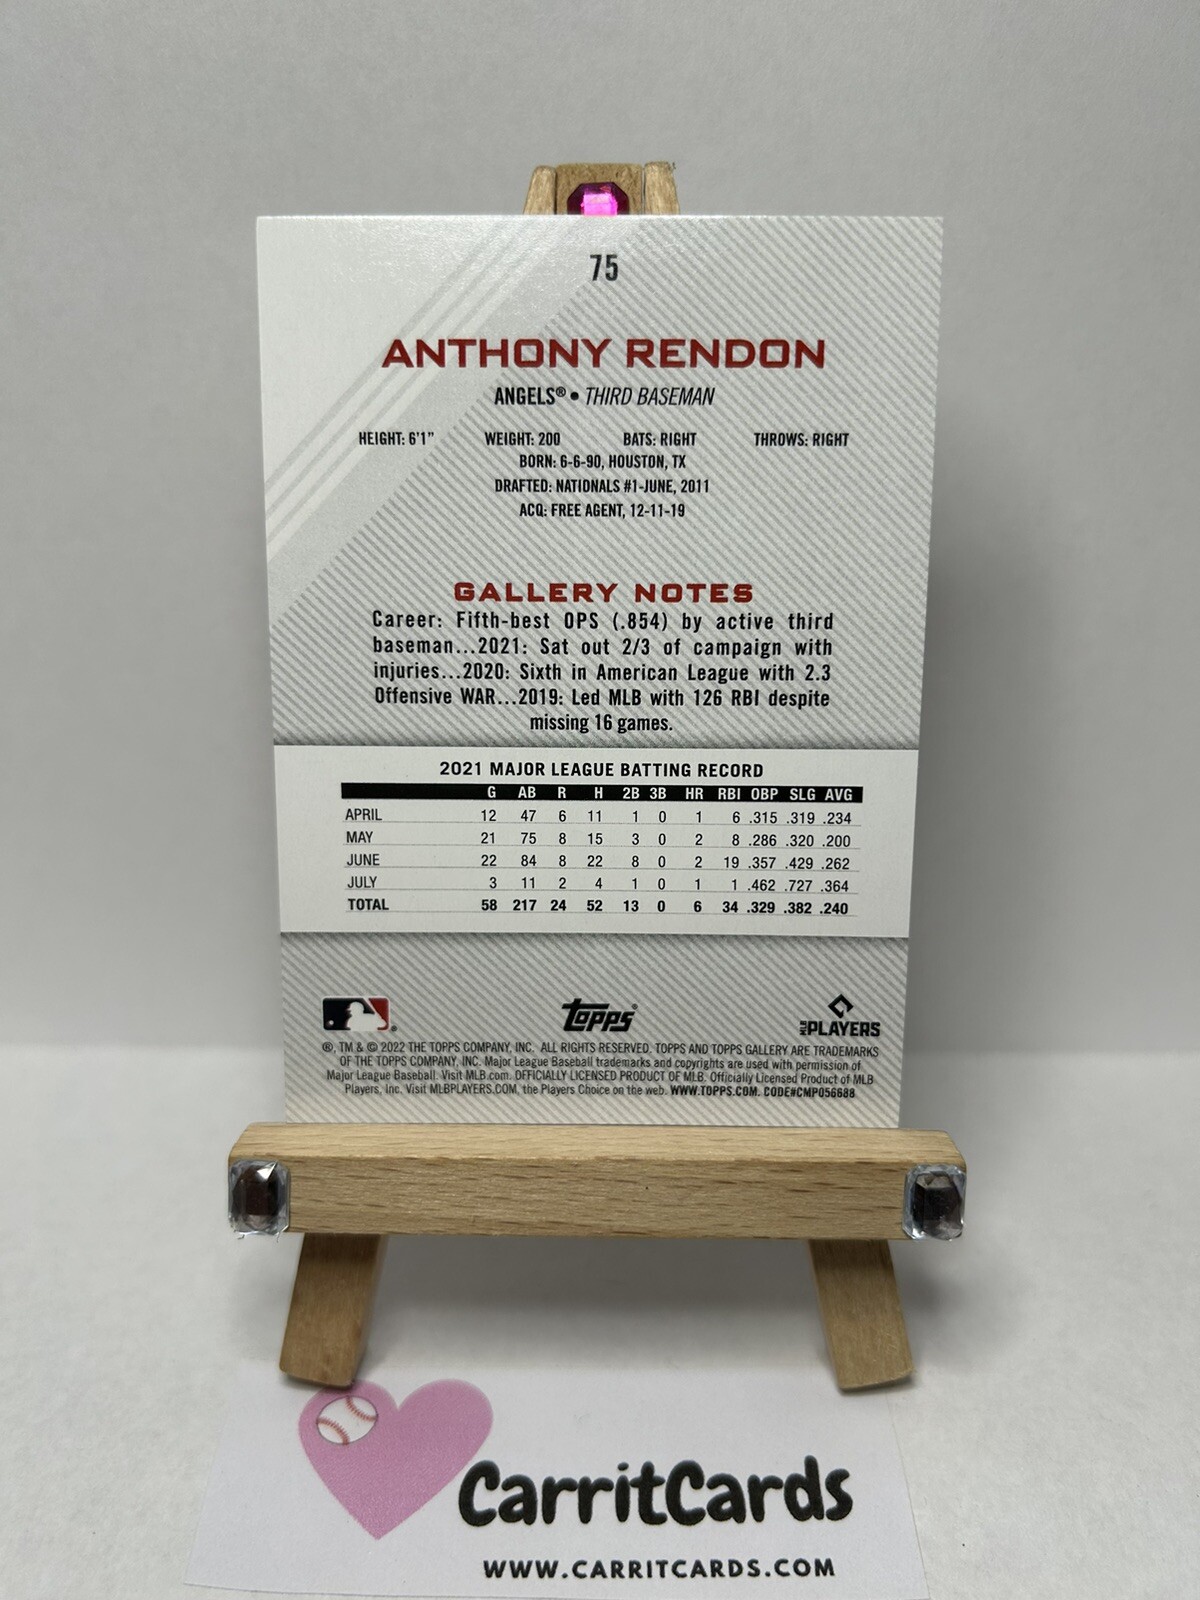 75
ANTHONY RENDON
ANGELS® • THIRD BASEMAN
HEIGHT: 6'1" WEIGHT: 200 BATS: RIGHT THROWS: RIGHT
BORN: 6-6-90, HOUSTON, TX
DRAFTED: NATIONALS #1-JUNE, 2011
ACQ: FREE AGENT, 12-11-19
GALLERY NOTES
Career: Fifth-best OPS (.854) by active third
baseman...2021: Sat out 2/3 of campaign with
injuries...2020: Sixth in American League with 2.3
Offensive WAR...2019: Led MLB with 126 RBI despite
missing 16 games.
2021 MAJOR LEAGUE BATTING RECORD
G AB R H 2B 3B HR RBI OBP SLG AVG
APRIL 12 47 6 11 1 0 1 6 .315 .319 .234
MAY 21 75 8 15 3 0 2 8 .286 .320 .200
JUNE 22 84 8 22 8 0 2 19 .357 .429 .262
JULY 3 11 2 4 1 0 1 1 .462 .727 .364
TOTAL 58 217 24 52 13 0 6 34 .329 .382 .240
topps® MLB PLAYERS
®, TM & © 2022 THE TOPPS COMPANY, INC. ALL RIGHTS RESERVED. TOPPS AND TOPPS GALLERY ARE TRADEMARKS
OF THE TOPPS COMPANY, INC. Major League Baseball trademarks and copyrights are used with permission of
Major League Baseball. Visit MLB.com. OFFICIALLY LICENSED PRODUCT OF MLB. Officially Licensed Product of MLB
Players, Inc. Visit MLBPLAYERS.COM, the Players Choice on the web. WWW.TOPPS.COM. CODE#CMP056688
CarritCards
WWW.CARRITCARDS.COM